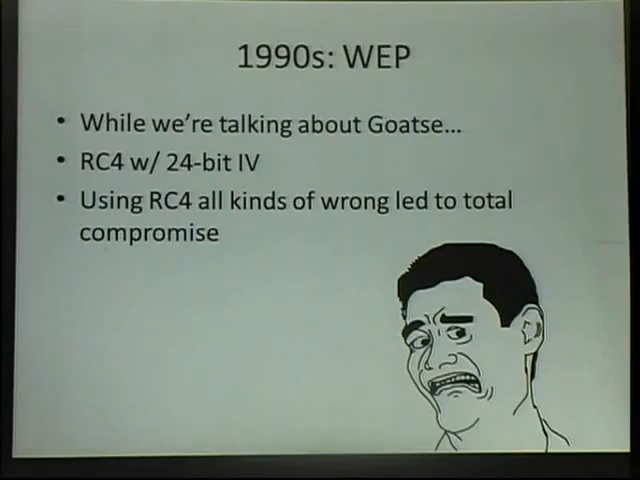 1990s: WEP
• While we're talking about Goatse…
• RC4 w/ 24-bit IV
• Using RC4 all kinds of wrong led to total
compromise